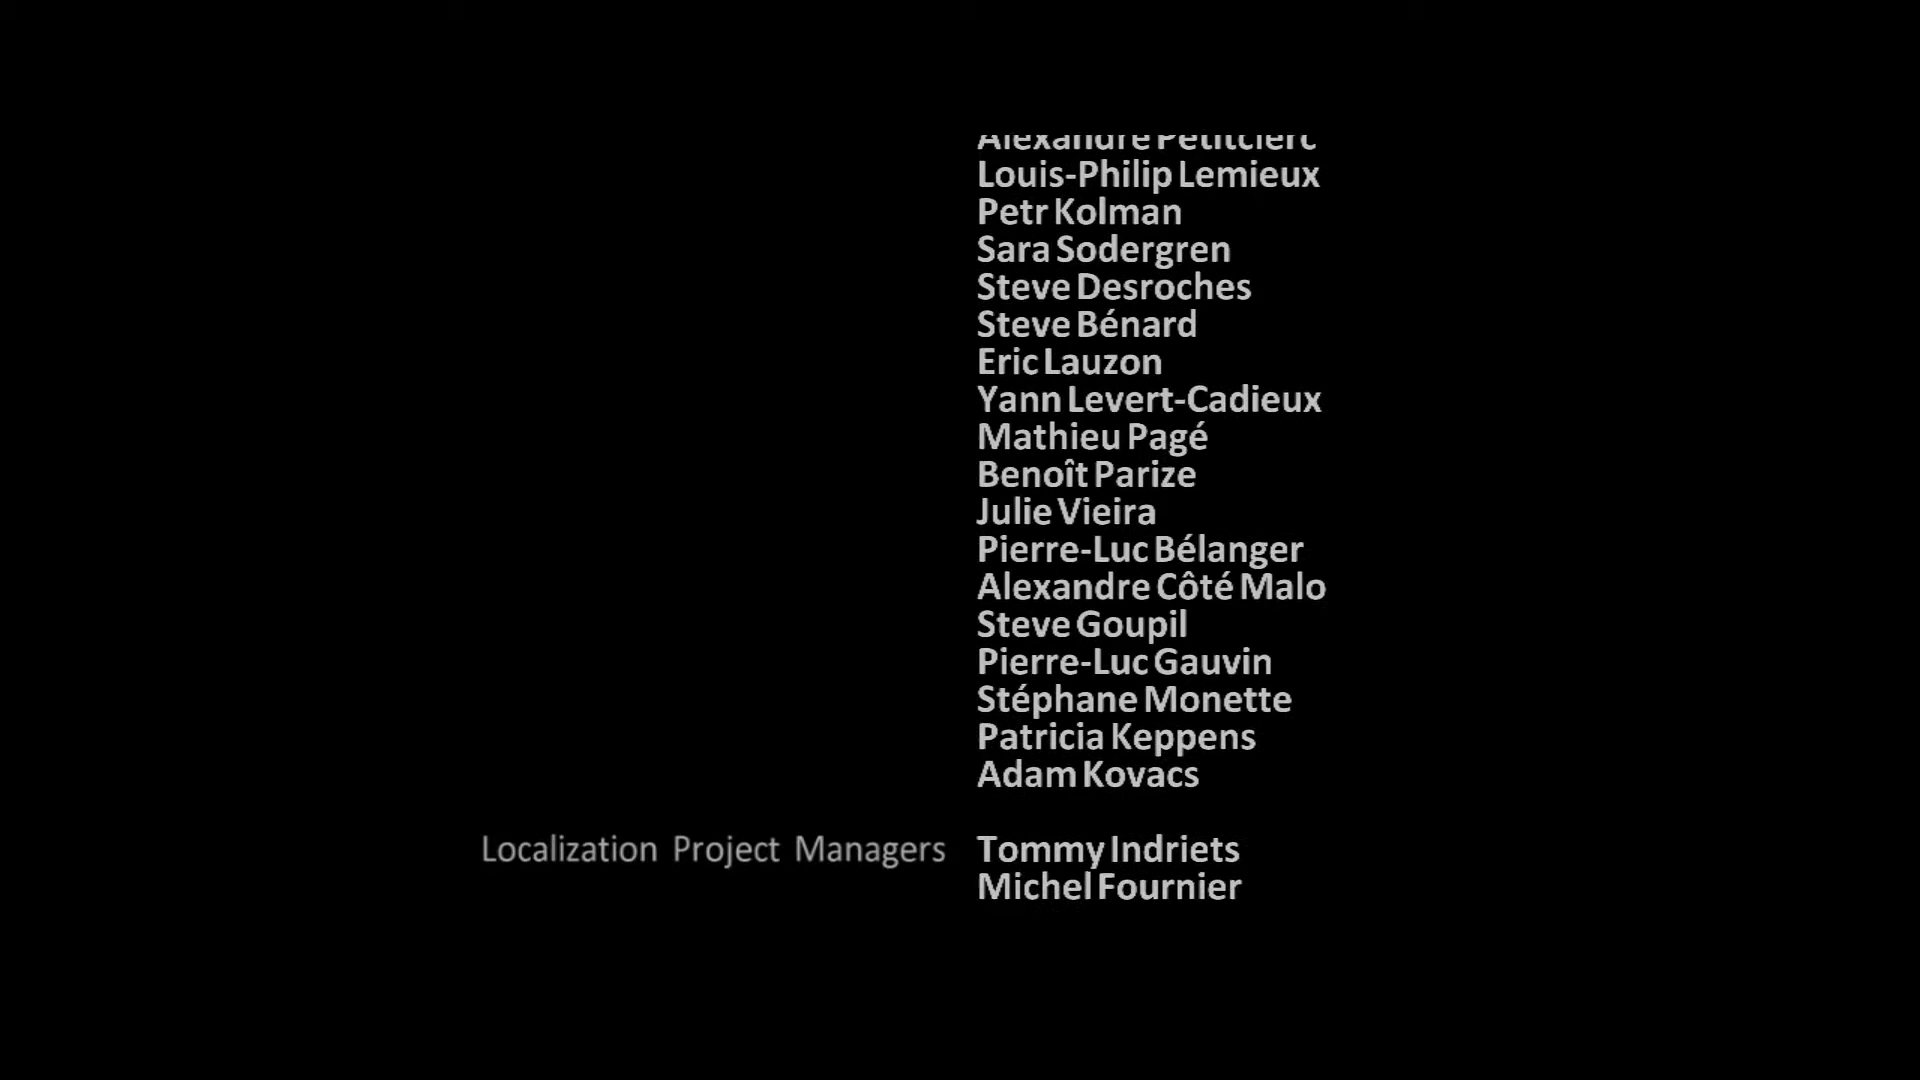 Alexandre Petitclerc
Louis-Philip Lemieux
Petr Kolman
Sara Sodergren
Steve Desroches
Steve Bénard
Eric Lauzon
Yann Levert-Cadieux
Mathieu Pagé
Benoît Parize
Julie Vieira
Pierre-Luc Bélanger
Alexandre Côté Malo
Steve Goupil
Pierre-Luc Gauvin
Stéphane Monette
Patricia Keppens
Adam Kovacs
Localization Project Managers Tommy Indriets
Michel Fournier